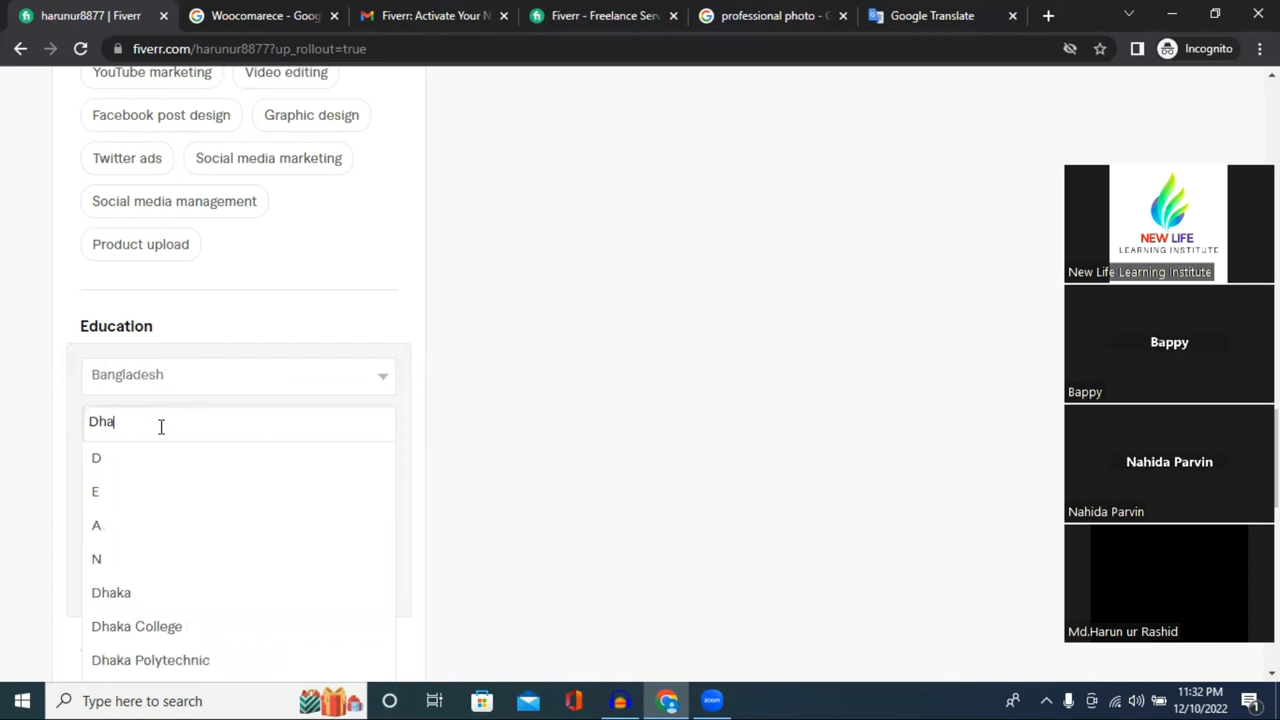 harunur8877 | Fiverr
Woocomarece - Goog
Fiverr: Activate Your N
Fiverr - Freelance Serv
professional photo - G
Google Translate
fiverr.com/harunur8877?up_rollout=true
Incognito
YouTube marketing
Video editing
Facebook post design
Graphic design
Twitter ads
Social media marketing
Social media management
Product upload
Education
Bangladesh
Dha
D
E
A
N
Dhaka
Dhaka College
Dhaka Polytechnic
NEW LIFE
LEARNING INSTITUTE
New Life Learning Institute
Bappy
Bappy
Nahida Parvin
Nahida Parvin
Md.Harun ur Rashid
Type here to search
zoom
11:32 PM
12/10/2022
1